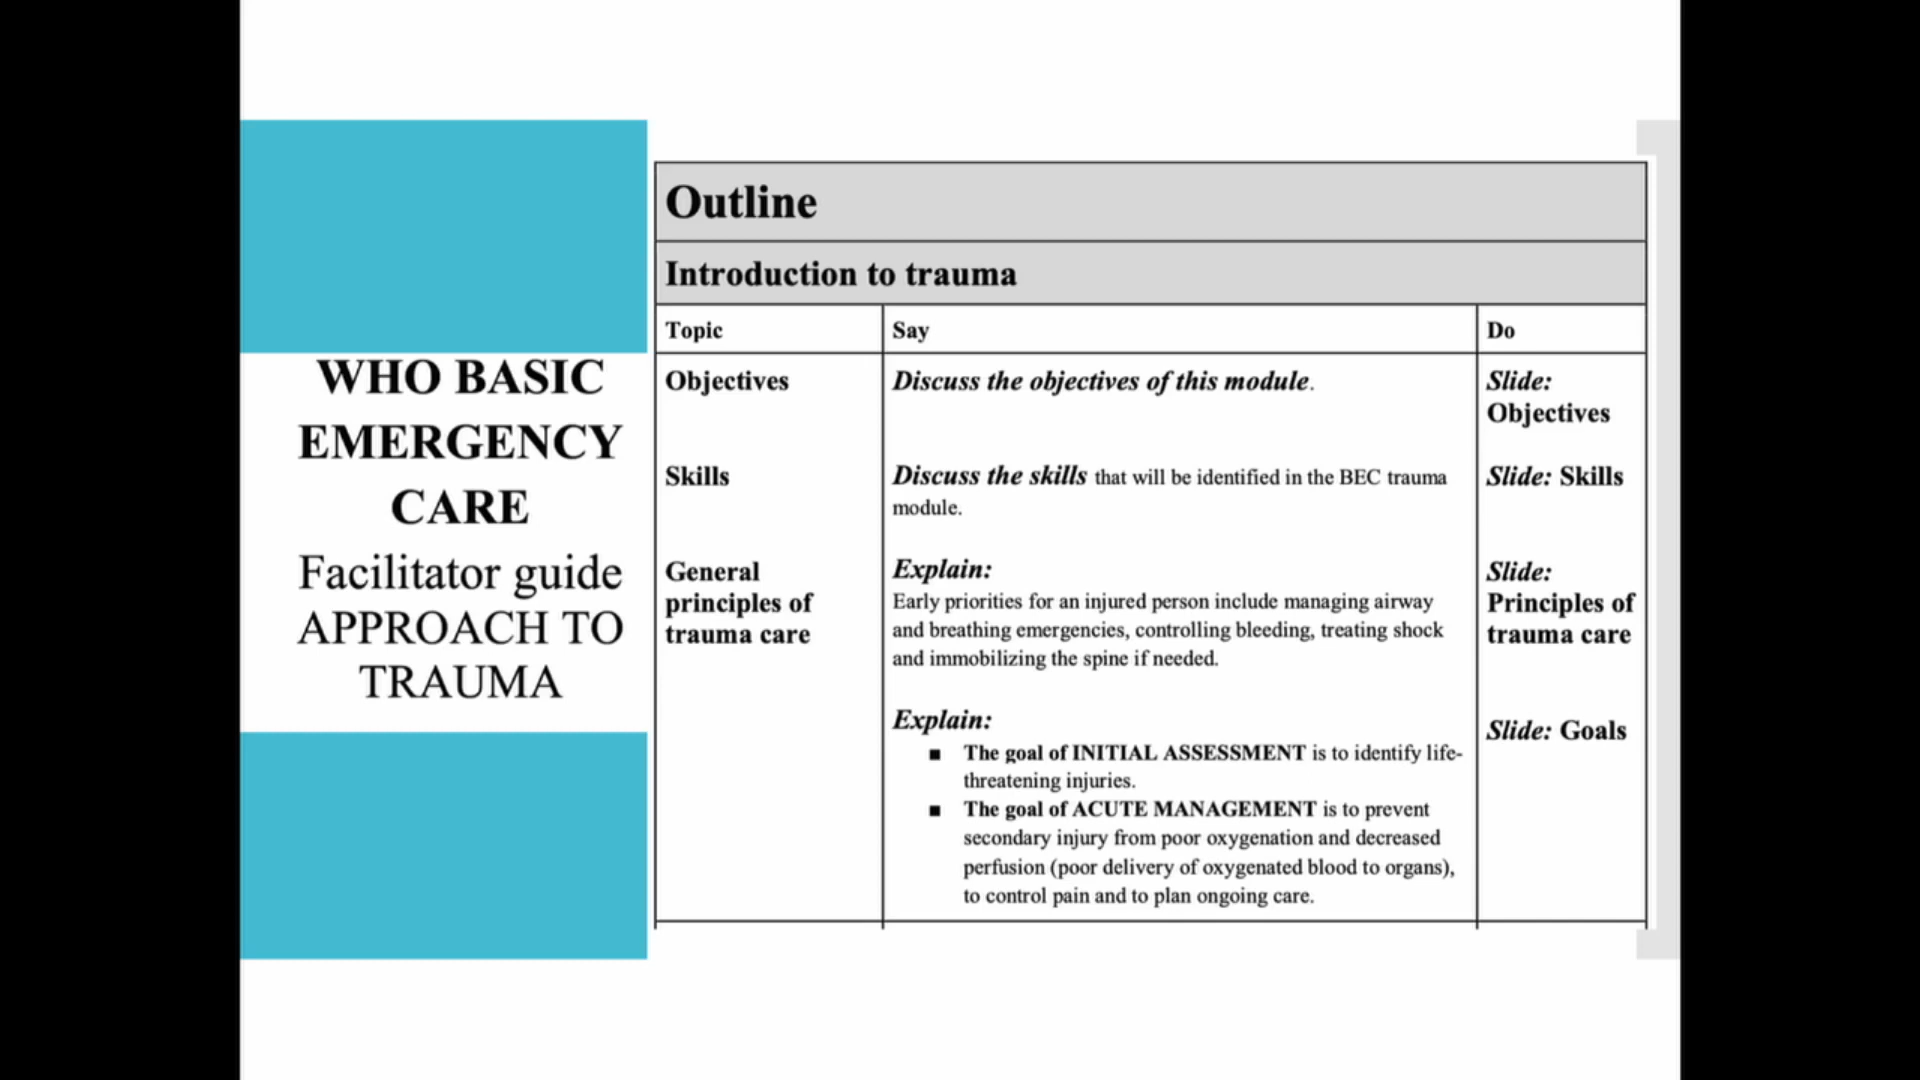 WHO BASIC
EMERGENCY
CARE
Facilitator guide
APPROACH TO
TRAUMA
Outline
Introduction to trauma
Topic
Say
Do
Objectives
Discuss the objectives of this module.
Slide:
Objectives
Skills
Discuss the skills that will be identified in the BEC trauma
module.
Slide: Skills
General
principles of
trauma care
Explain:
Early priorities for an injured person include managing airway
and breathing emergencies, controlling bleeding, treating shock
and immobilizing the spine if needed.
Slide:
Principles of
trauma care
Explain:
■ The goal of INITIAL ASSESSMENT is to identify life-
threatening injuries.
■ The goal of ACUTE MANAGEMENT is to prevent
secondary injury from poor oxygenation and decreased
perfusion (poor delivery of oxygenated blood to organs),
to control pain and to plan ongoing care.
Slide: Goals